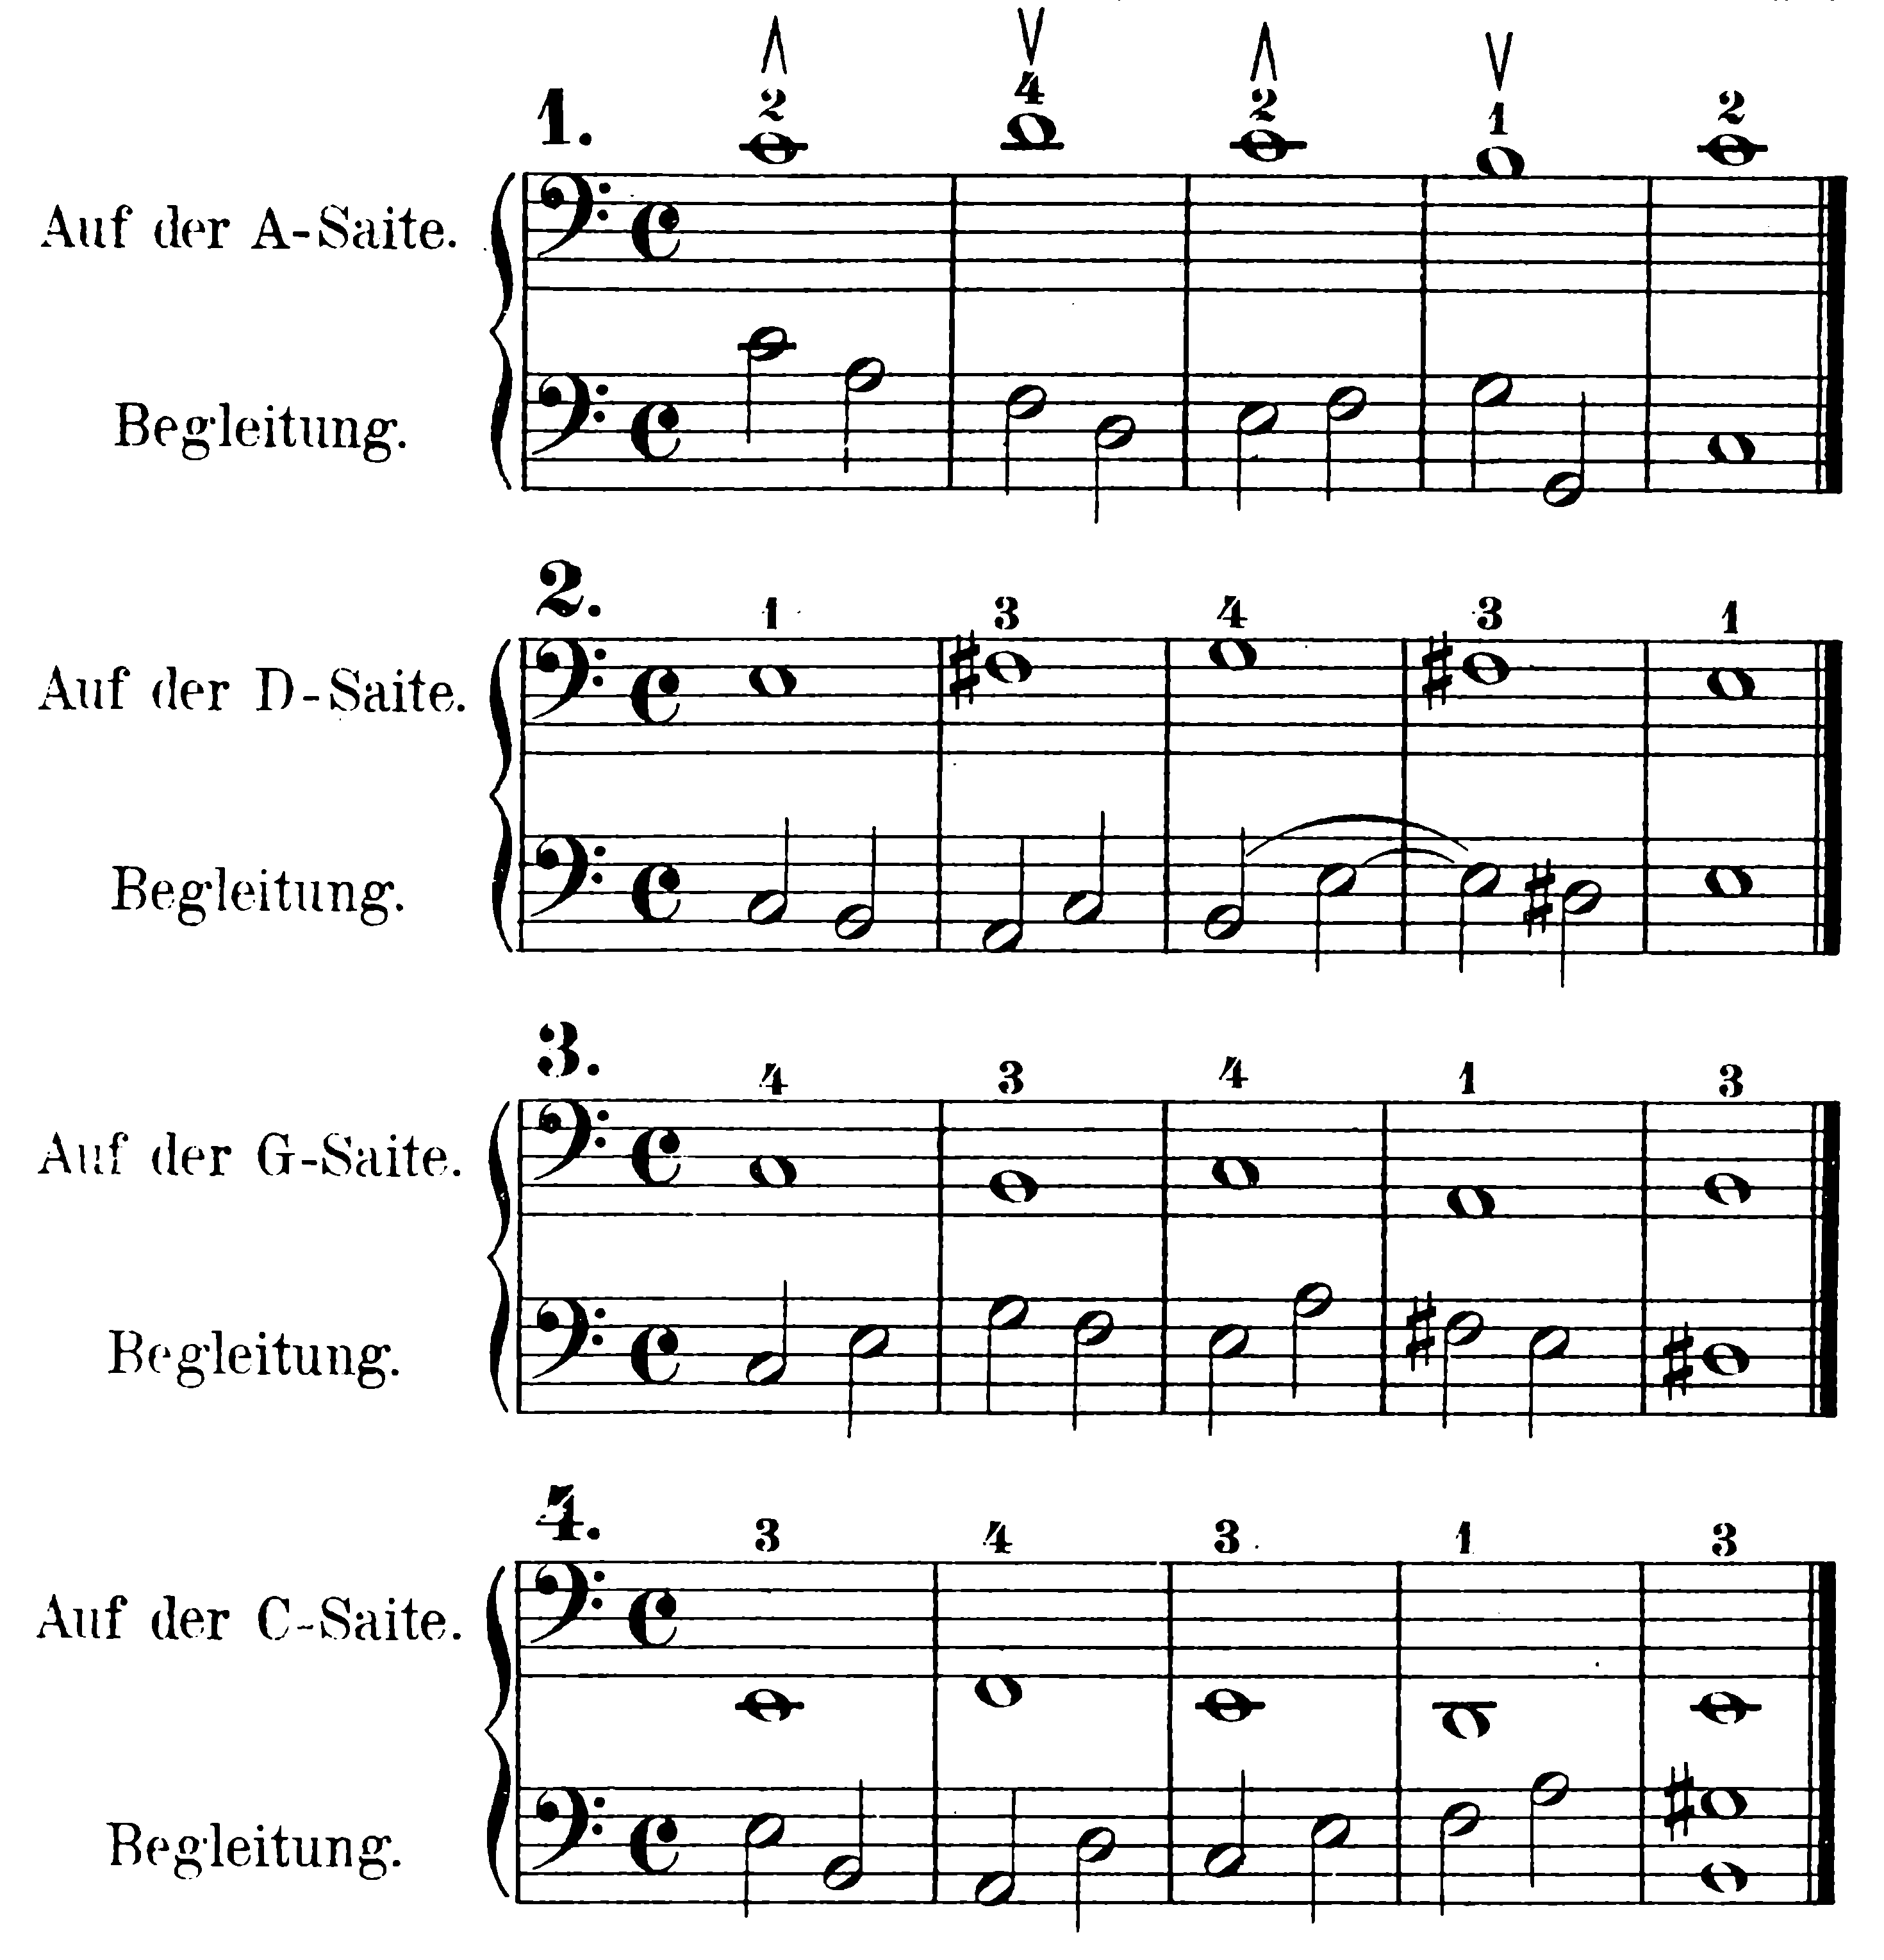 2 4 2 1 2
1.
Auf der A-Saite.
Begleitung.
2.
1 3 4 3 1
Auf der D-Saite.
Begleitung.
3.
4 3 4 1 3
Auf der G-Saite.
Begleitung.
4.
3 4 3 1 3
Auf der C-Saite.
Begleitung.